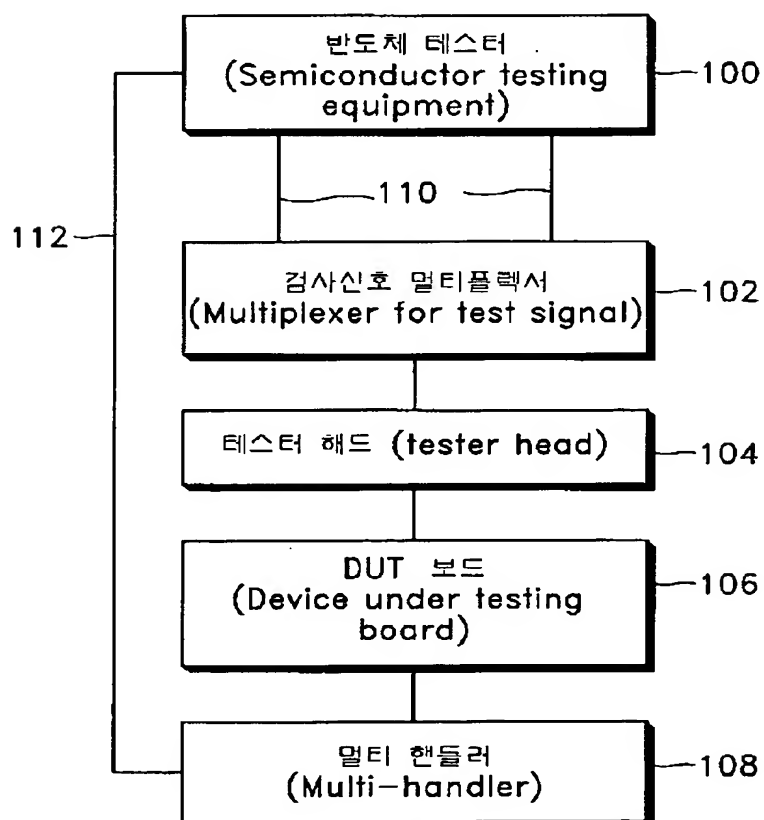 반도체 테스터
(Semiconductor testing
equipment)
100
110
112
검사신호 멀티플렉서
(Multiplexer for test signal)
102
테스터 해드 (tester head)
104
DUT 보드
(Device under testing
board)
106
멀티 핸들러
(Multi-handler)
108